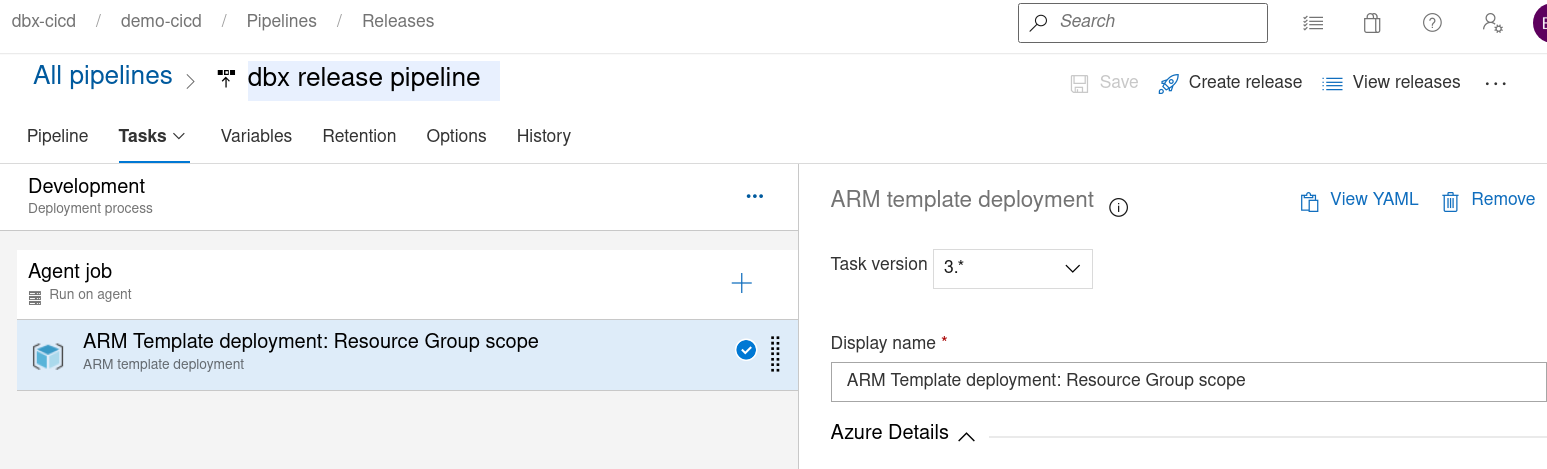 dbx-cicd / demo-cicd / Pipelines / Releases
Search
All pipelines > dbx release pipeline
Save Create release View releases ...
Pipeline Tasks Variables Retention Options History
Development
Deployment process
...
Agent job
Run on agent
ARM Template deployment: Resource Group scope
ARM template deployment
ARM template deployment
View YAML Remove
Task version 3.*
Display name *
ARM Template deployment: Resource Group scope
Azure Details